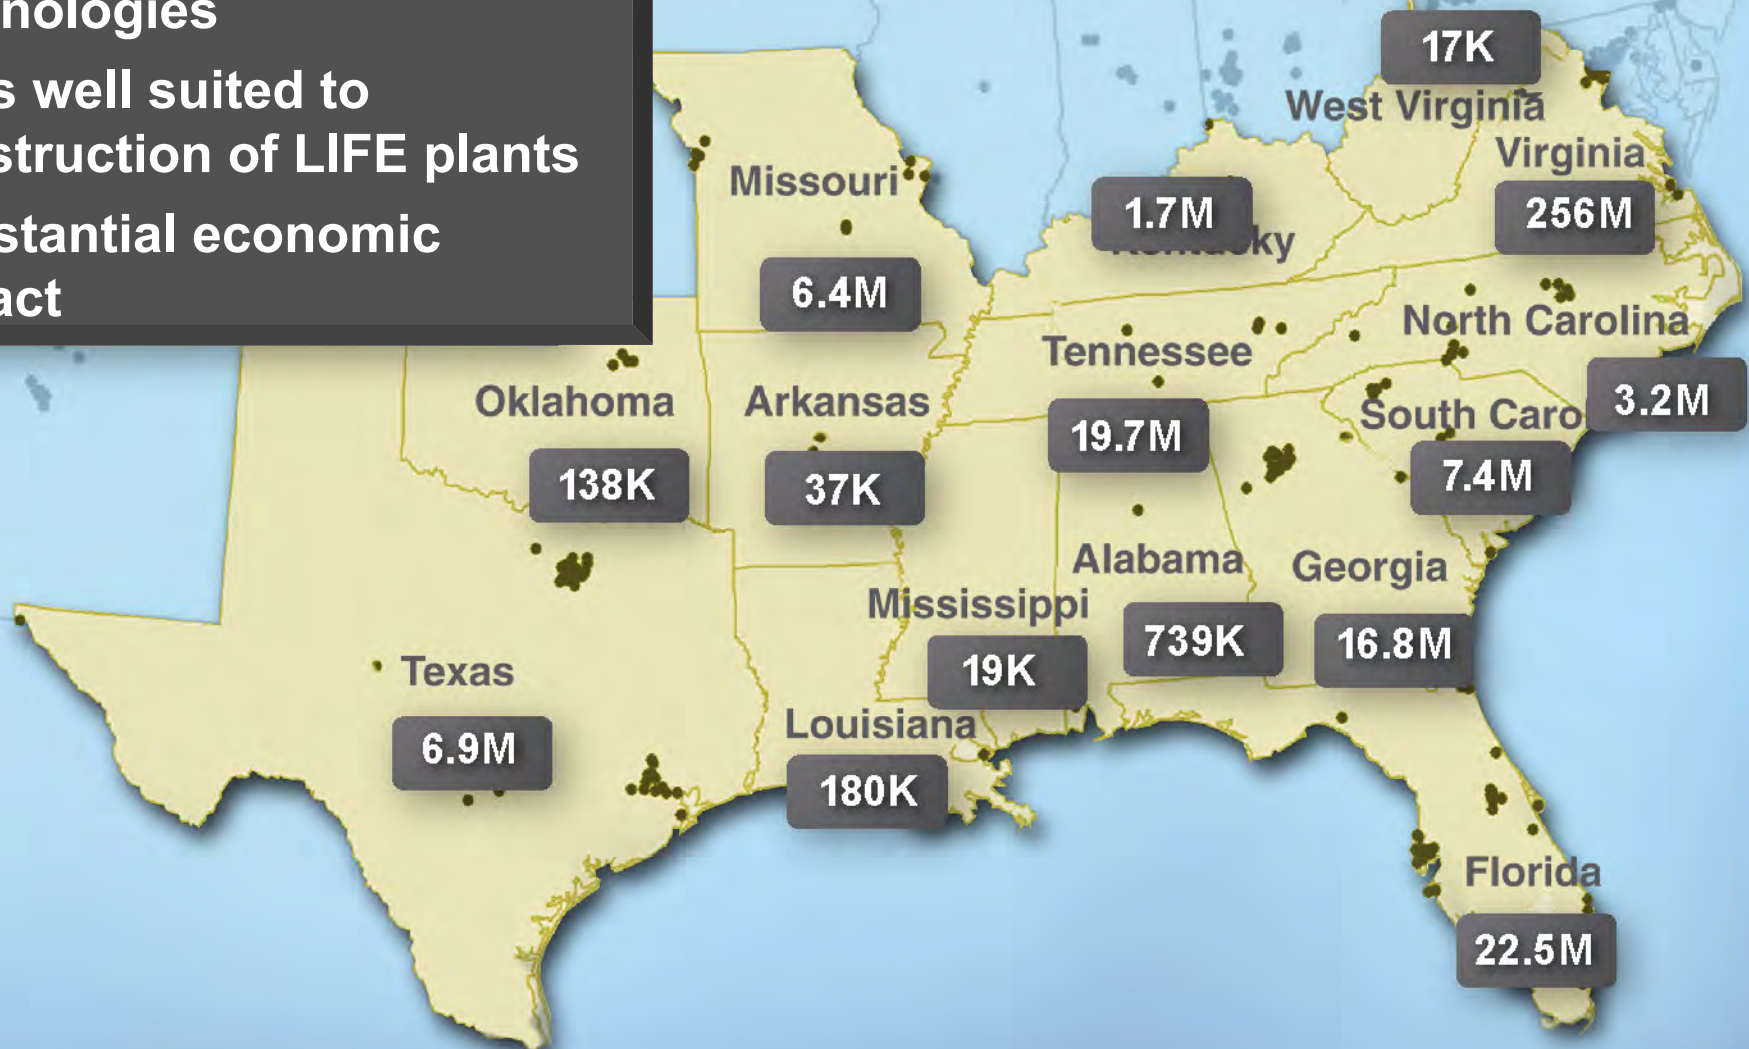 nologies
s well suited to
struction of LIFE plants
stantial economic
act
17K
West Virginia
Virginia
256M
Missouri
1.7M
Kentucky
6.4M
North Carolina
Tennessee
3.2M
Oklahoma
Arkansas
South Caro
19.7M
7.4M
138K
37K
Alabama
Georgia
Mississippi
739K
16.8M
19K
Texas
Louisiana
6.9M
180K
Florida
22.5M